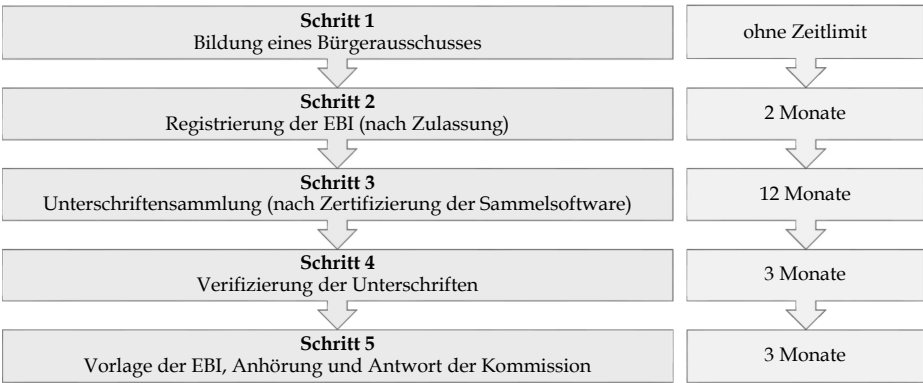 Schritt 1
Bildung eines Bürgerausschusses
ohne Zeitlimit
Schritt 2
Registrierung der EBI (nach Zulassung)
2 Monate
Schritt 3
Unterschriftensammlung (nach Zertifizierung der Sammelsoftware)
12 Monate
Schritt 4
Verifizierung der Unterschriften
3 Monate
Schritt 5
Vorlage der EBI, Anhörung und Antwort der Kommission
3 Monate